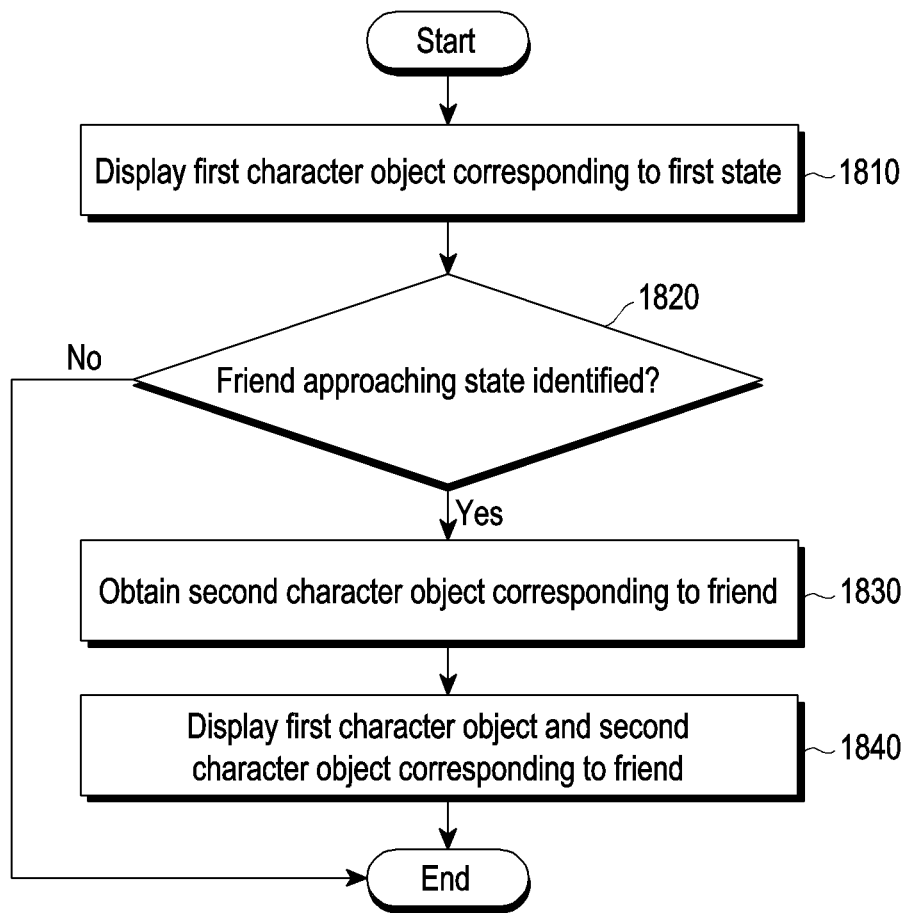 Start
Display first character object corresponding to first state
1810
1820
Friend approaching state identified?
No
Yes
Obtain second character object corresponding to friend
1830
Display first character object and second
character object corresponding to friend
1840
End